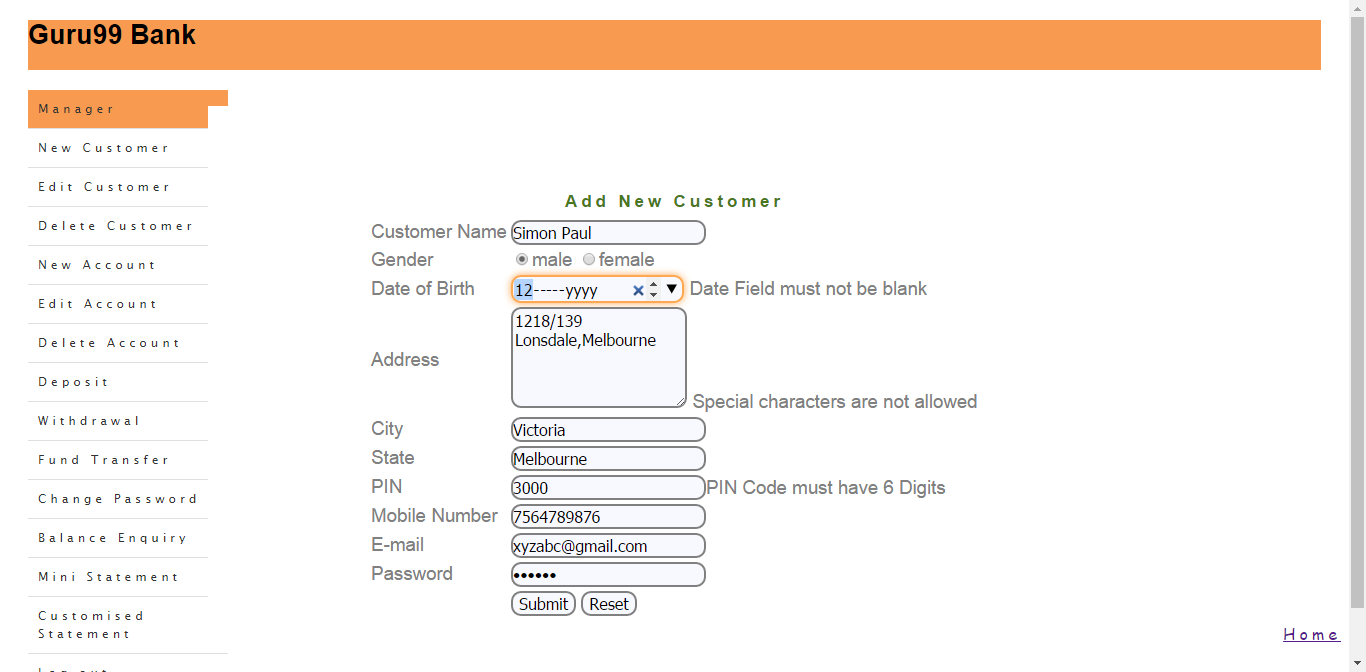 Guru99 Bank
Manager
New Customer
Edit Customer
Delete Customer
New Account
Edit Account
Delete Account
Deposit
Withdrawal
Fund Transfer
Change Password
Balance Enquiry
Mini Statement
Customised
Statement
Add New Customer
Customer Name Simon Paul
Gender male female
Date of Birth 12-----yyyy Date Field must not be blank
Address 1218/139
Lonsdale,Melbourne
Special characters are not allowed
City Victoria
State Melbourne
PIN 3000 PIN Code must have 6 Digits
Mobile Number 7564789876
E-mail xyzabc@gmail.com
Password ••••••
Submit Reset
Home